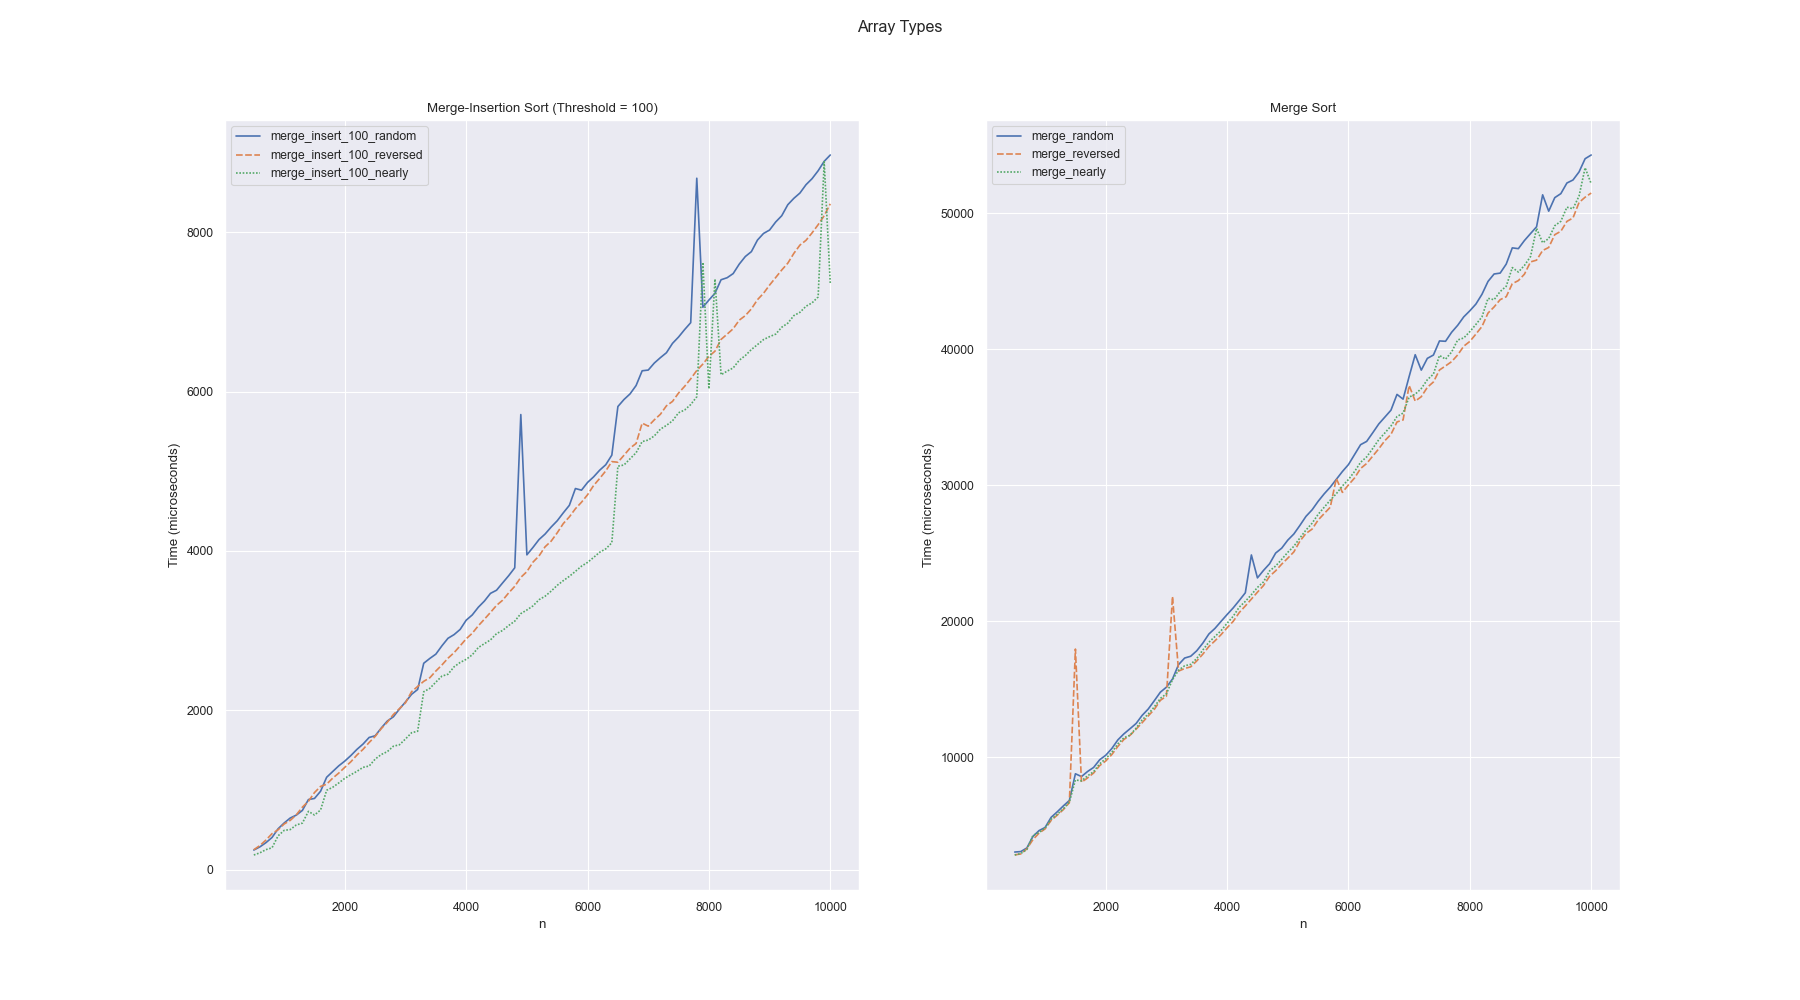 Array Types
Merge-Insertion Sort (Threshold = 100)
merge_insert_100_random
merge_insert_100_reversed
merge_insert_100_nearly
8000
6000
4000
2000
0
Time (microseconds)
2000 4000 6000 8000 10000
n
Merge Sort
merge_random
merge_reversed
merge_nearly
50000
40000
30000
20000
10000
Time (microseconds)
2000 4000 6000 8000 10000
n